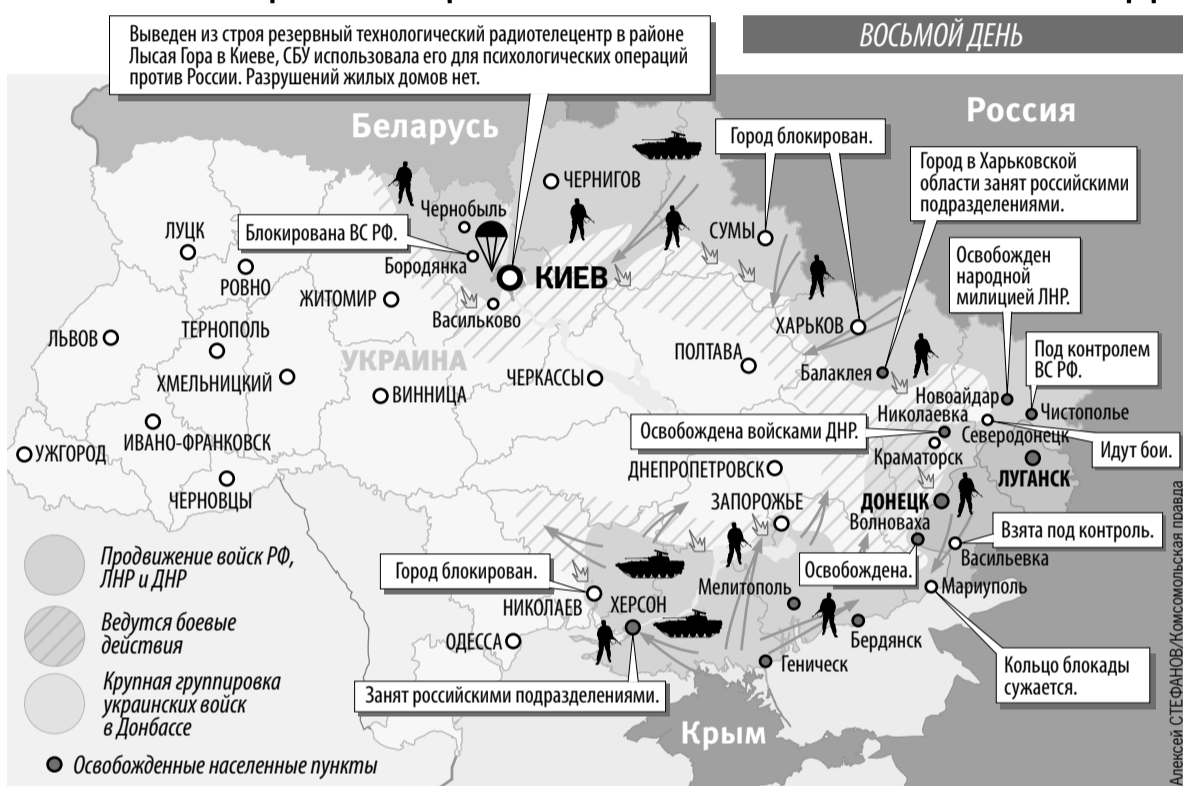 Выведен из строя резервный технологический радиотелецентр в районе
Лысая Гора в Киеве, СБУ использовала его для психологических операций
против России. Разрушений жилых домов нет.
ВОСЬМОЙ ДЕНЬ
Беларусь
Россия
Город блокирован.
Город в Харьковской
области занят российскими
подразделениями.
ЧЕРНИГОВ
Чернобыль
СУМЫ
ЛУЦК
Блокирована ВС РФ.
Бородянка
КИЕВ
Освобожден
народной
милицией ЛНР.
РОВНО
ЖИТОМИР
Васильково
ХАРЬКОВ
ЛЬВОВ
ТЕРНОПОЛЬ
УКРАИНА
ПОЛТАВА
Балаклея
Под контролем
ВС РФ.
ХМЕЛЬНИЦКИЙ
ВИННИЦА
ЧЕРКАССЫ
Новоайдар
Николаевка
Чистополье
ИВАНО-ФРАНКОВСК
Освобождена войсками ДНР.
Северодонецк
Идут бои.
УЖГОРОД
Краматорск
ДНЕПРОПЕТРОВСК
ЛУГАНСК
ЧЕРНОВЦЫ
ЗАПОРОЖЬЕ
ДОНЕЦК
Волноваха
Взята под контроль.
Васильевка
Продвижение войск РФ,
ЛНР и ДНР
Город блокирован.
Освобождена.
НИКОЛАЕВ
ХЕРСОН
Мелитополь
Мариуполь
Ведутся боевые
действия
ОДЕССА
Бердянск
Геническ
Кольцо блокады
сужается.
Крупная группировка
украинских войск
в Донбассе
Занят российскими подразделениями.
Крым
Освобожденные населенные пункты
Алексей СТЕФАНОВ/Комсомольская правда